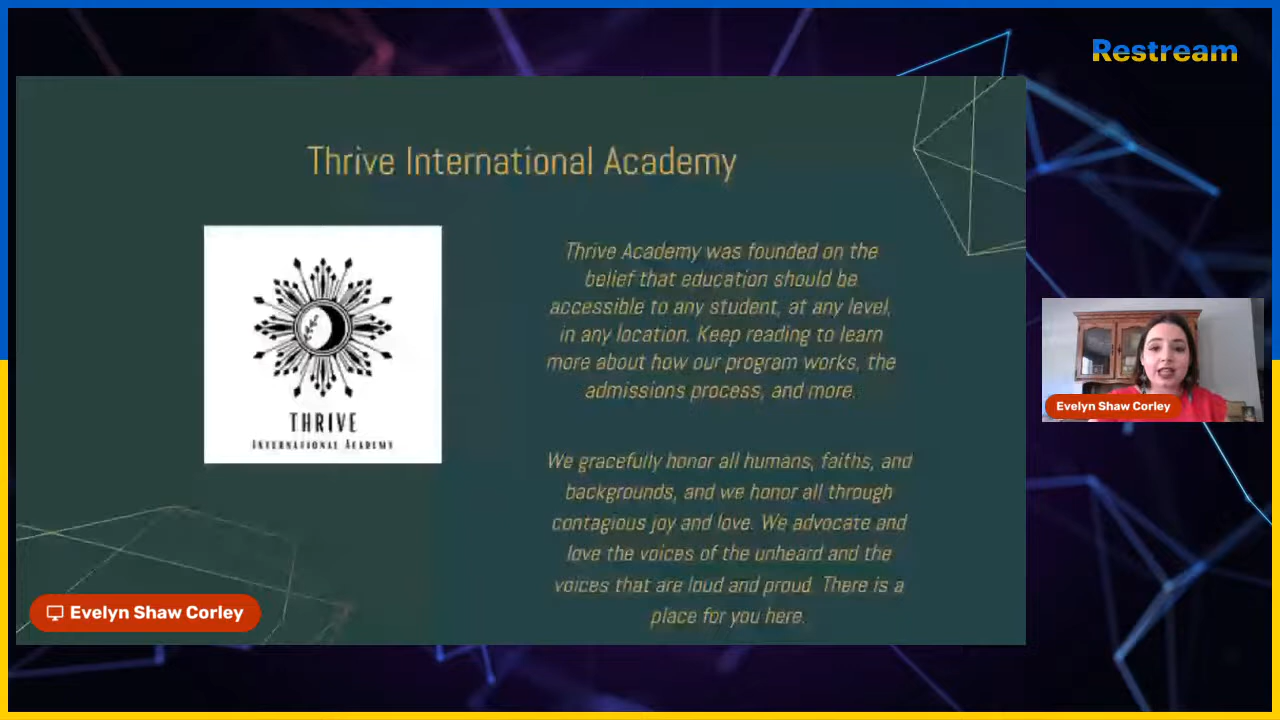 Restream
Thrive International Academy
THRIVE
INTERNATIONAL ACADEMY
Thrive Academy was founded on the
belief that education should be
accessible to any student, at any level,
in any location. Keep reading to learn
more about how our program works, the
admissions process, and more.
We gracefully honor all humans, faiths, and
backgrounds, and we honor all through
contagious joy and love. We advocate and
love the voices of the unheard and the
voices that are loud and proud. There is a
place for you here.
Evelyn Shaw Corley
Evelyn Shaw Corley